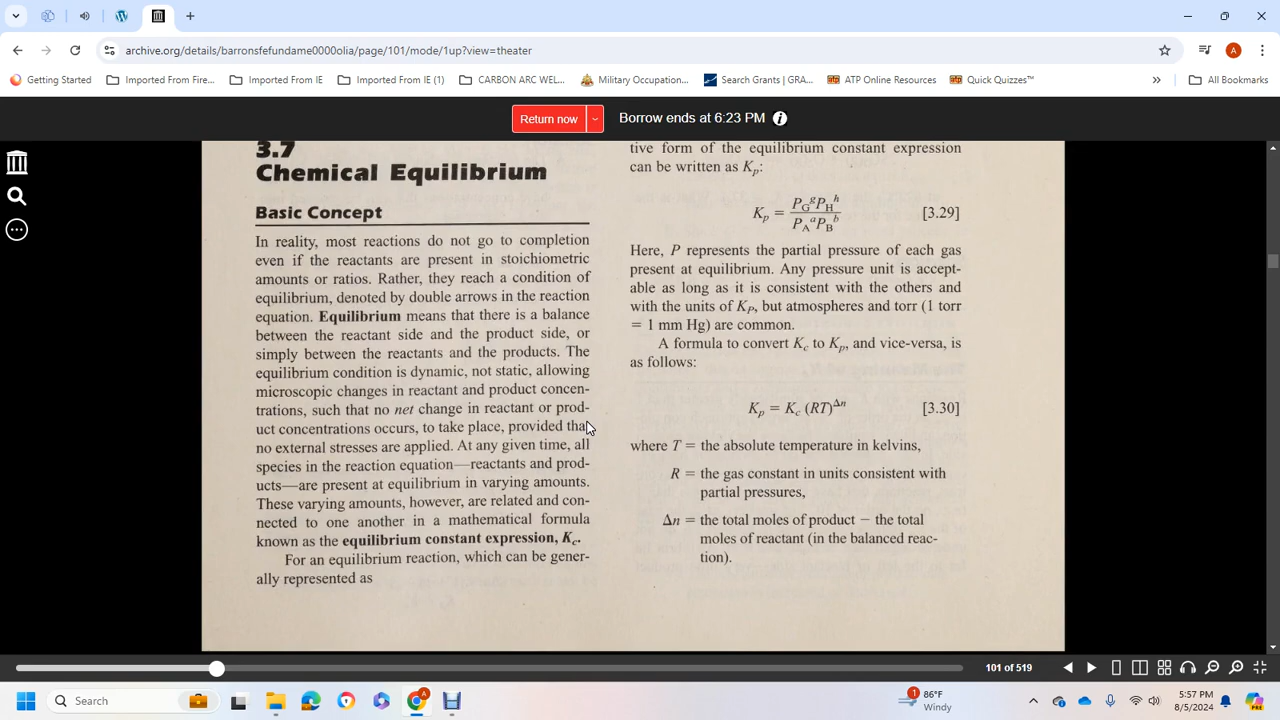 archive.org/details/barronsfefundame0000olia/page/101/mode/1up?view=theater
A
Getting Started
Imported From Fire...
Imported From IE
Imported From IE (1)
CARBON ARC WEL...
Military Occupation...
Search Grants | GRA...
ATP Online Resources
Quick Quizzes™
»
All Bookmarks
Return now
Borrow ends at 6:23 PM
3.7
Chemical Equilibrium
Basic Concept
In reality, most reactions do not go to completion
even if the reactants are present in stoichiometric
amounts or ratios. Rather, they reach a condition of
equilibrium, denoted by double arrows in the reaction
equation. Equilibrium means that there is a balance
between the reactant side and the product side, or
simply between the reactants and the products. The
equilibrium condition is dynamic, not static, allowing
microscopic changes in reactant and product concen-
trations, such that no net change in reactant or prod-
uct concentrations occurs, to take place, provided tha
no external stresses are applied. At any given time, all
species in the reaction equation—reactants and prod-
ucts—are present at equilibrium in varying amounts.
These varying amounts, however, are related and con-
nected to one another in a mathematical formula
known as the equilibrium constant expression, Kc.
For an equilibrium reaction, which can be gener-
ally represented as
tive form of the equilibrium constant expression
can be written as Kp:
Kp = PG^g PH^h / PA^a PB^b [3.29]
Here, P represents the partial pressure of each gas
present at equilibrium. Any pressure unit is accept-
able as long as it is consistent with the others and
with the units of KP, but atmospheres and torr (1 torr
= 1 mm Hg) are common.
A formula to convert Kc to Kp, and vice-versa, is
as follows:
Kp = Kc (RT)^Δn [3.30]
where T = the absolute temperature in kelvins,
R = the gas constant in units consistent with
partial pressures,
Δn = the total moles of product − the total
moles of reactant (in the balanced reac-
tion).
101 of 519
Search
1
86°F
Windy
5:57 PM
8/5/2024